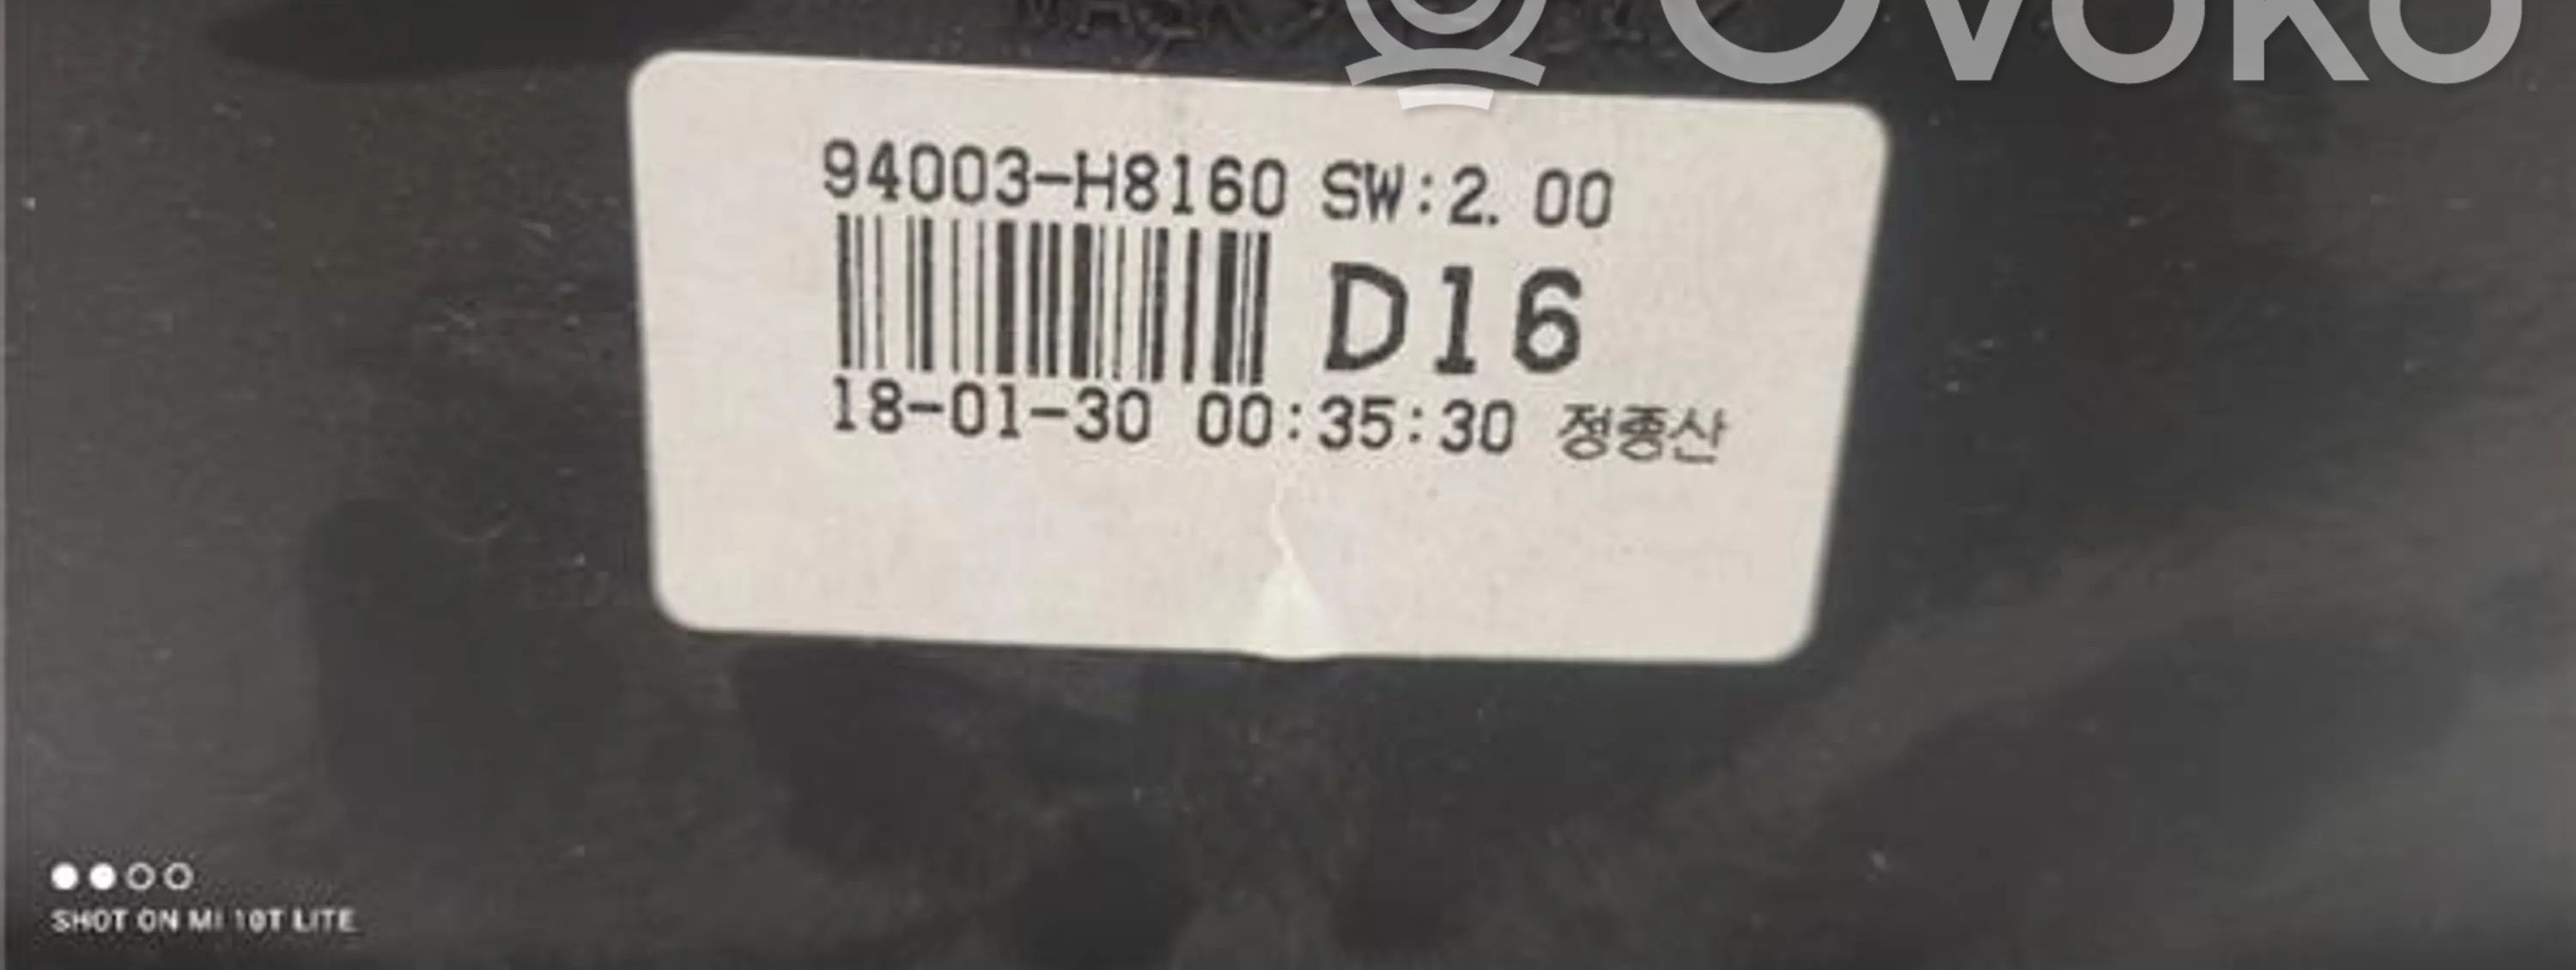 OVOKO
94003-H8160 SW:2.00
D16
18-01-30 00:35:30 정종산
SHOT ON MI 10T LITE